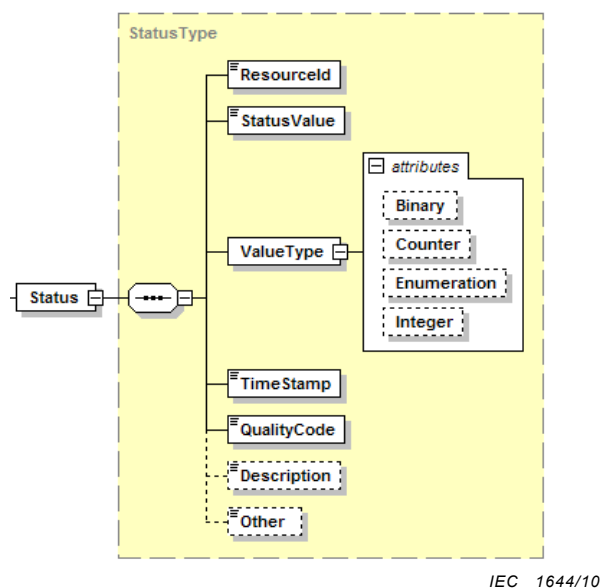 StatusType
ResourceId
StatusValue
attributes
Binary
ValueType
Counter
Enumeration
Integer
Status
TimeStamp
QualityCode
Description
Other
IEC 1644/10